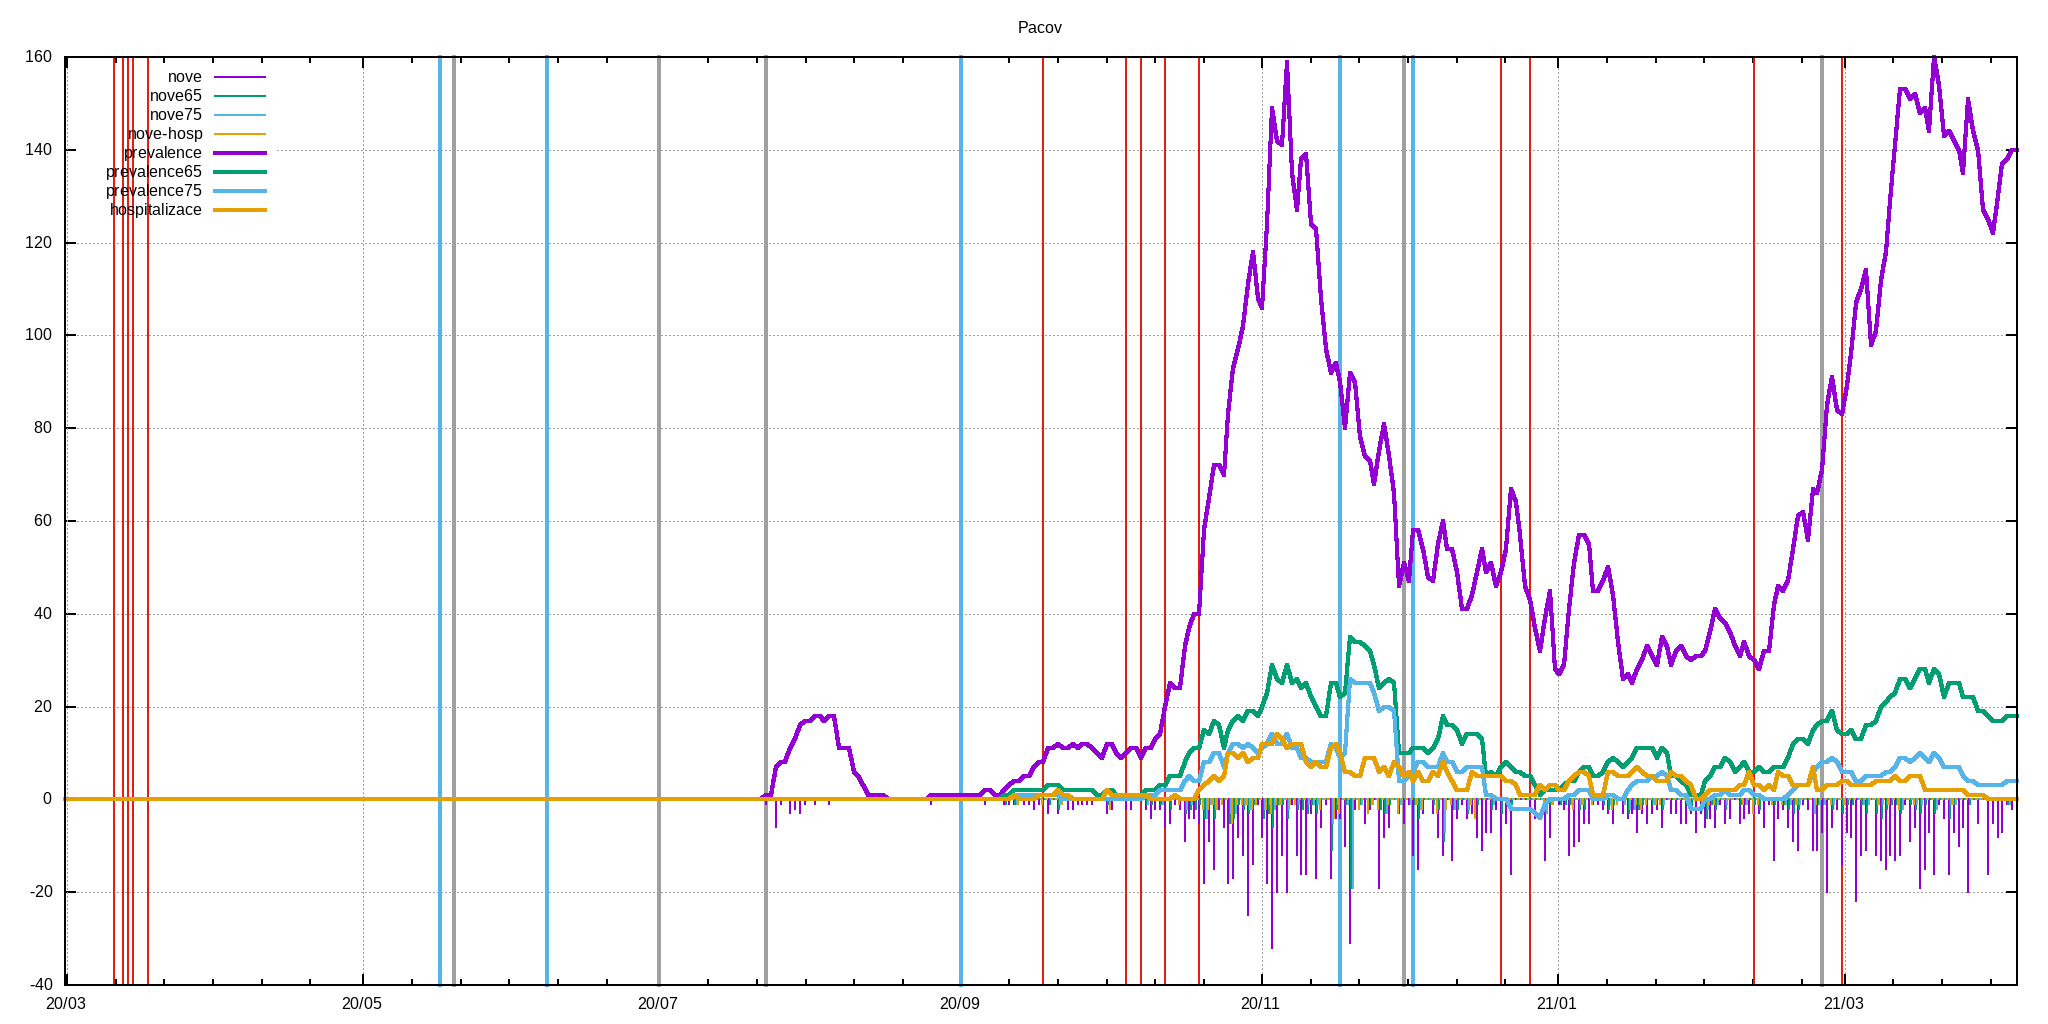 Pacov
160
140
120
100
80
60
40
20
0
-20
-40
nove
nove65
nove75
nove-hosp
prevalence
prevalence65
prevalence75
hospitalizace
20/03
20/05
20/07
20/09
20/11
21/01
21/03